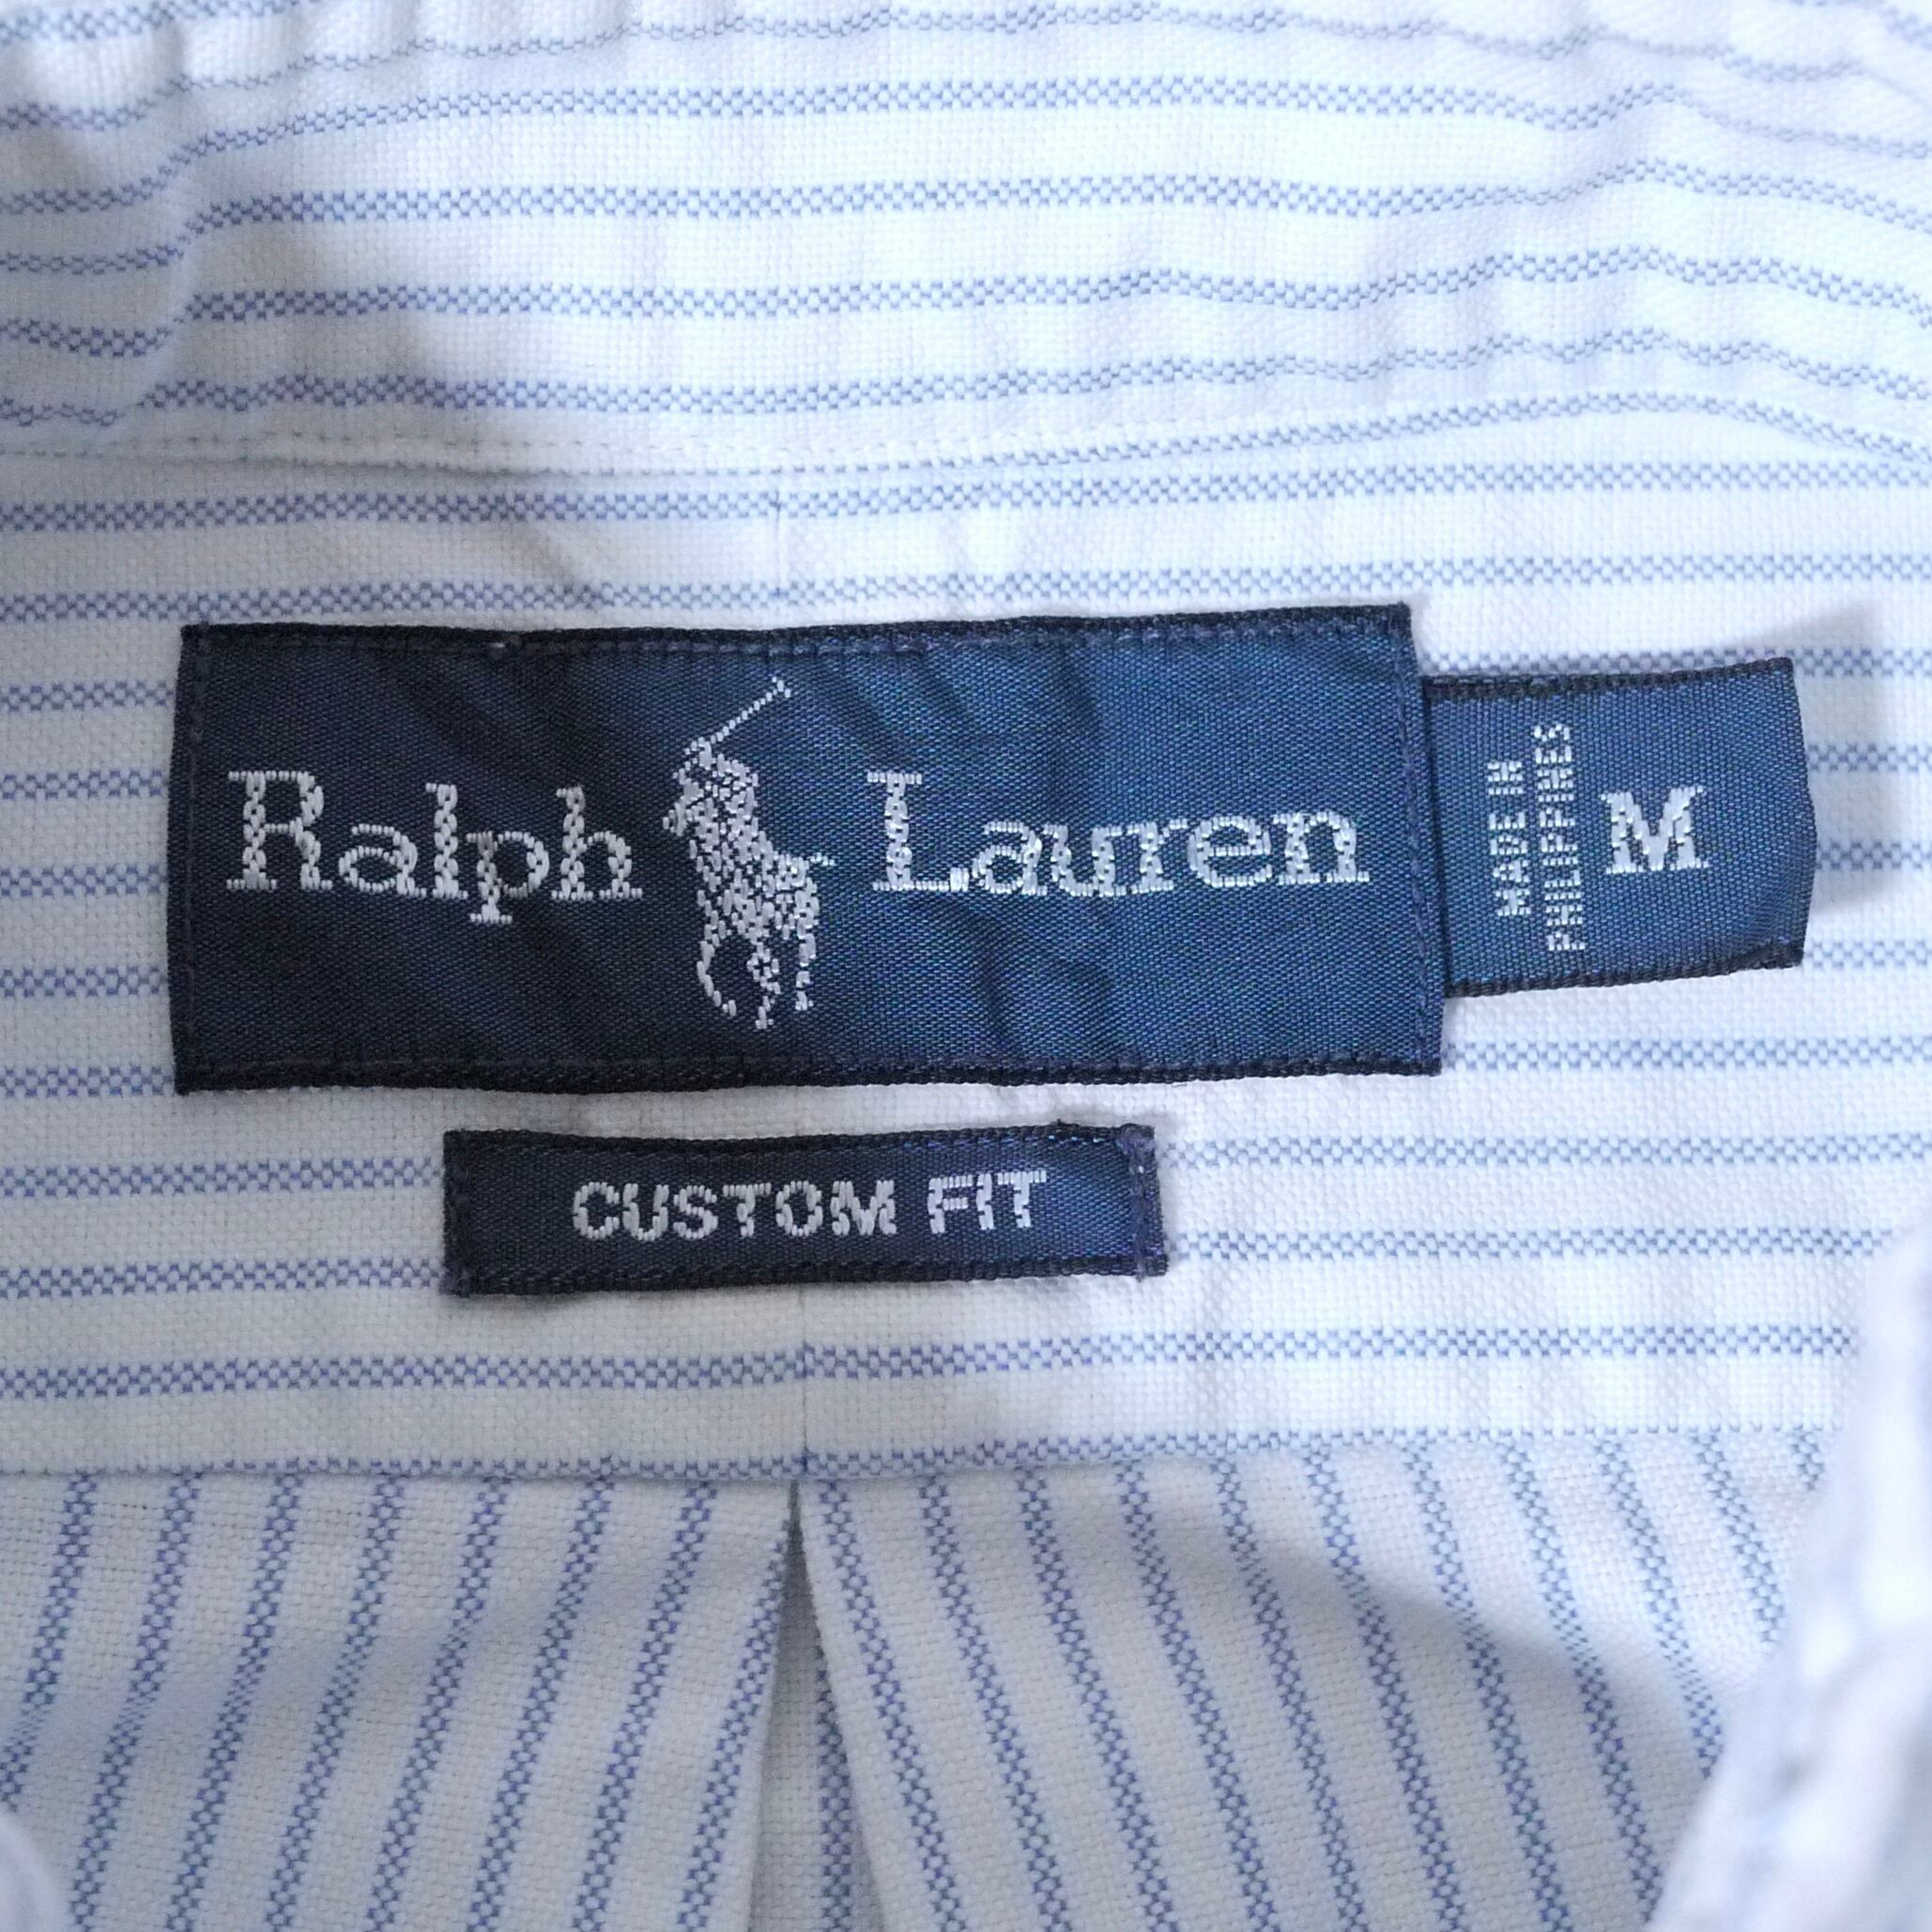 Ralph Lauren
MADE IN
PHILIPPINES
M
CUSTOM FIT